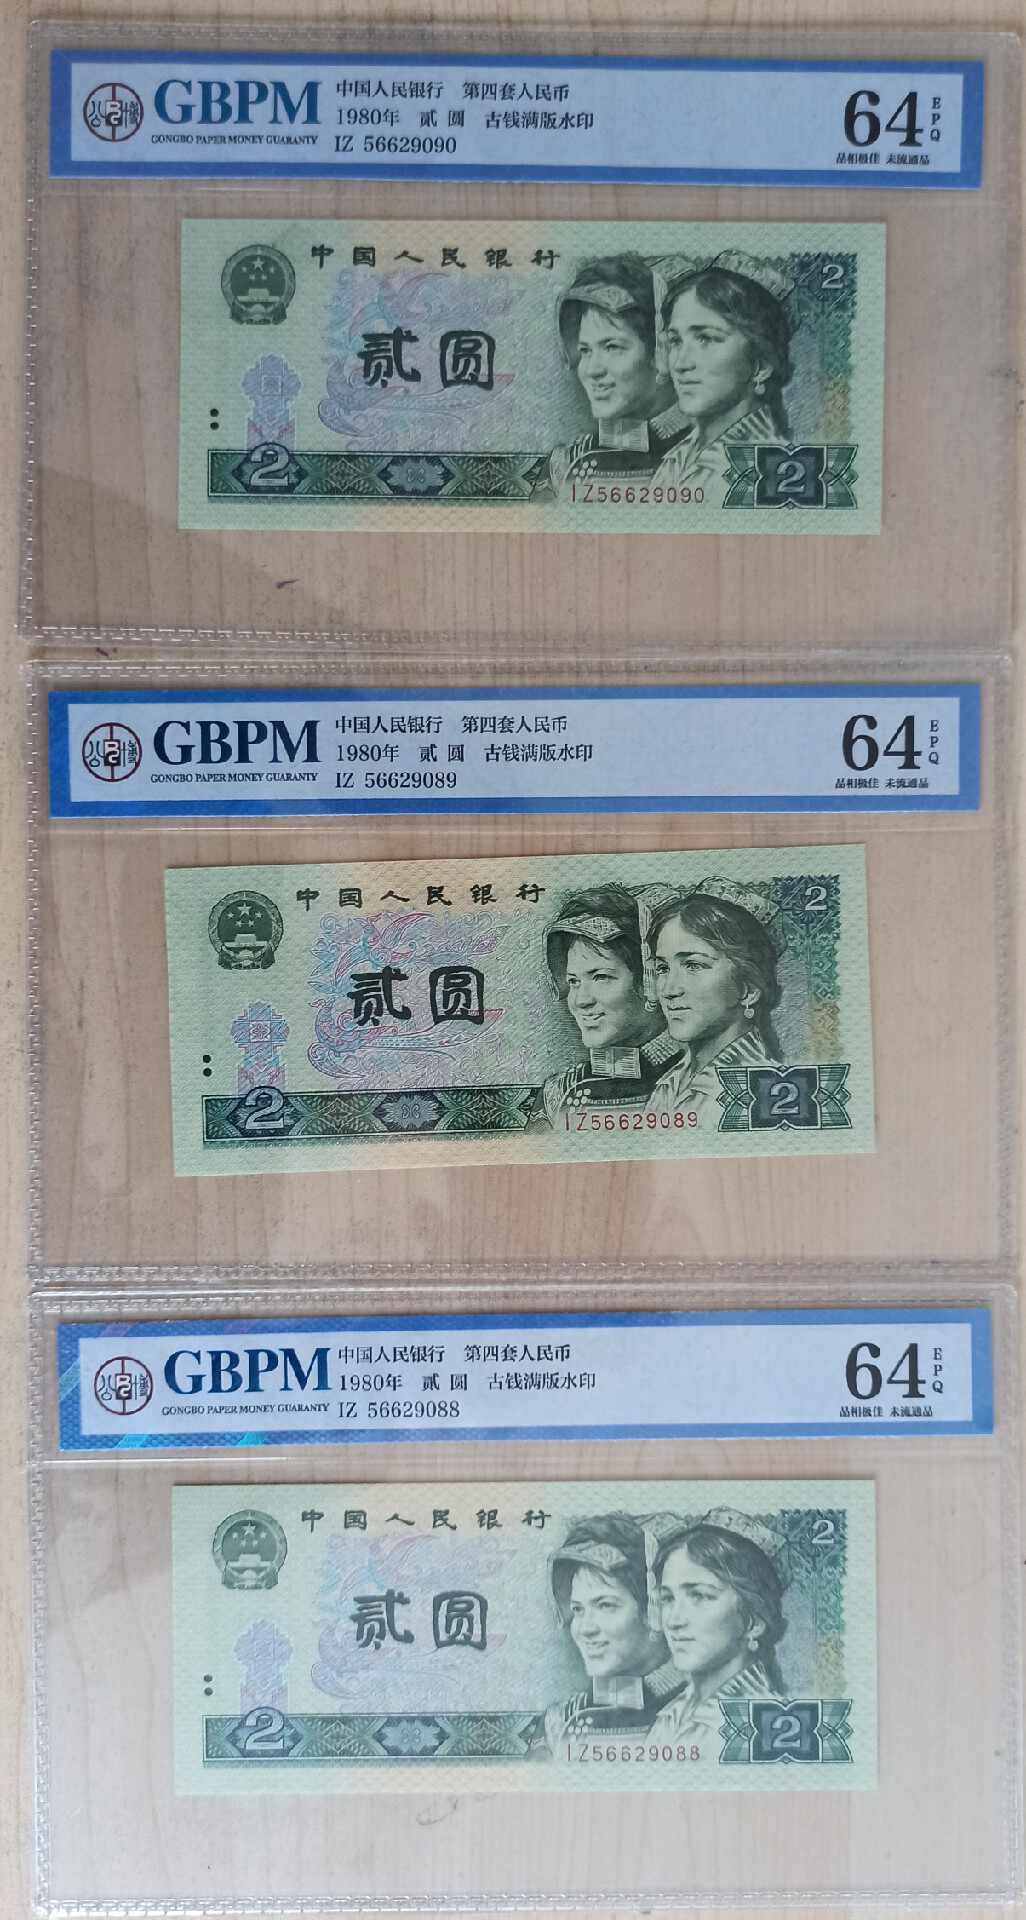 GBPM
GONGBO PAPER MONEY GUARANTY
中国人民银行 第四套人民币
1980年 贰 圆 古钱满版水印
IZ 56629090
64
EPQ
品相极佳 未流通品
中国人民银行
2
贰圆
2
IZ56629090
2
GBPM
GONGBO PAPER MONEY GUARANTY
中国人民银行 第四套人民币
1980年 贰 圆 古钱满版水印
IZ 56629089
64
EPQ
品相极佳 未流通品
中国人民银行
2
贰圆
2
IZ56629089
2
GBPM
GONGBO PAPER MONEY GUARANTY
中国人民银行 第四套人民币
1980年 贰 圆 古钱满版水印
IZ 56629088
64
EPQ
品相极佳 未流通品
中国人民银行
2
贰圆
2
IZ56629088
2